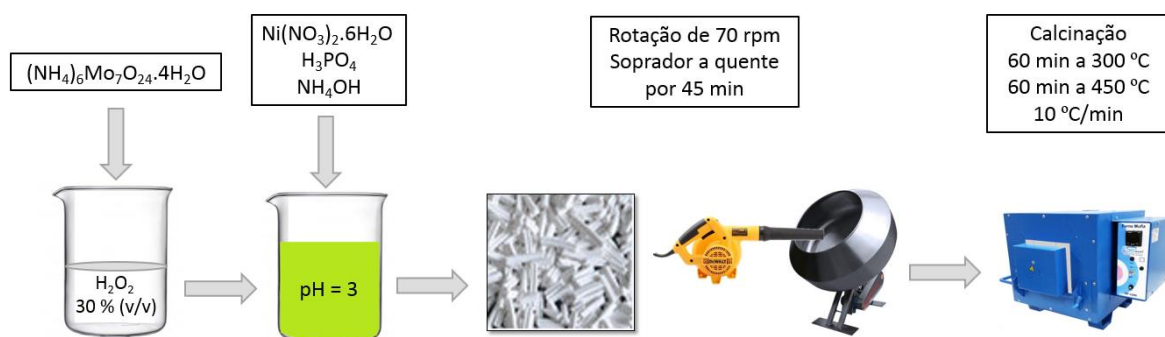 (NH₄)₆Mo₇O₂₄.4H₂O
H₂O₂
30 % (v/v)
Ni(NO₃)₂.6H₂O
H₃PO₄
NH₄OH
pH = 3
Rotação de 70 rpm
Soprador a quente
por 45 min
Calcinação
60 min a 300 ºC
60 min a 450 ºC
10 ºC/min